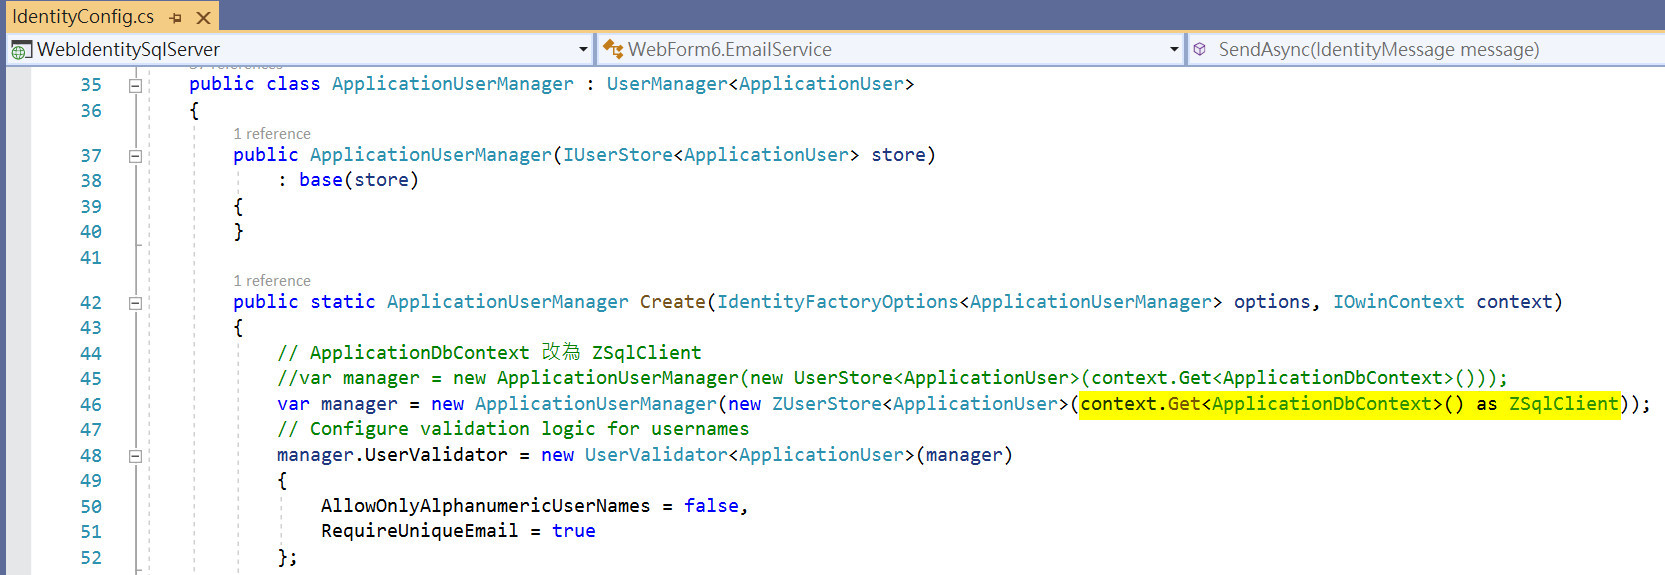 IdentityConfig.cs
WebIdentitySqlServer
WebForm6.EmailService
SendAsync(IdentityMessage message)
35 public class ApplicationUserManager : UserManager<ApplicationUser>
36 {
1 reference
37 public ApplicationUserManager(IUserStore<ApplicationUser> store)
38 : base(store)
39 {
40 }
41
1 reference
42 public static ApplicationUserManager Create(IdentityFactoryOptions<ApplicationUserManager> options, IOwinContext context)
43 {
44 // ApplicationDbContext 改為 ZSqlClient
45 //var manager = new ApplicationUserManager(new UserStore<ApplicationUser>(context.Get<ApplicationDbContext>()));
46 var manager = new ApplicationUserManager(new ZUserStore<ApplicationUser>(context.Get<ApplicationDbContext>() as ZSqlClient));
47 // Configure validation logic for usernames
48 manager.UserValidator = new UserValidator<ApplicationUser>(manager)
49 {
50 AllowOnlyAlphanumericUserNames = false,
51 RequireUniqueEmail = true
52 };